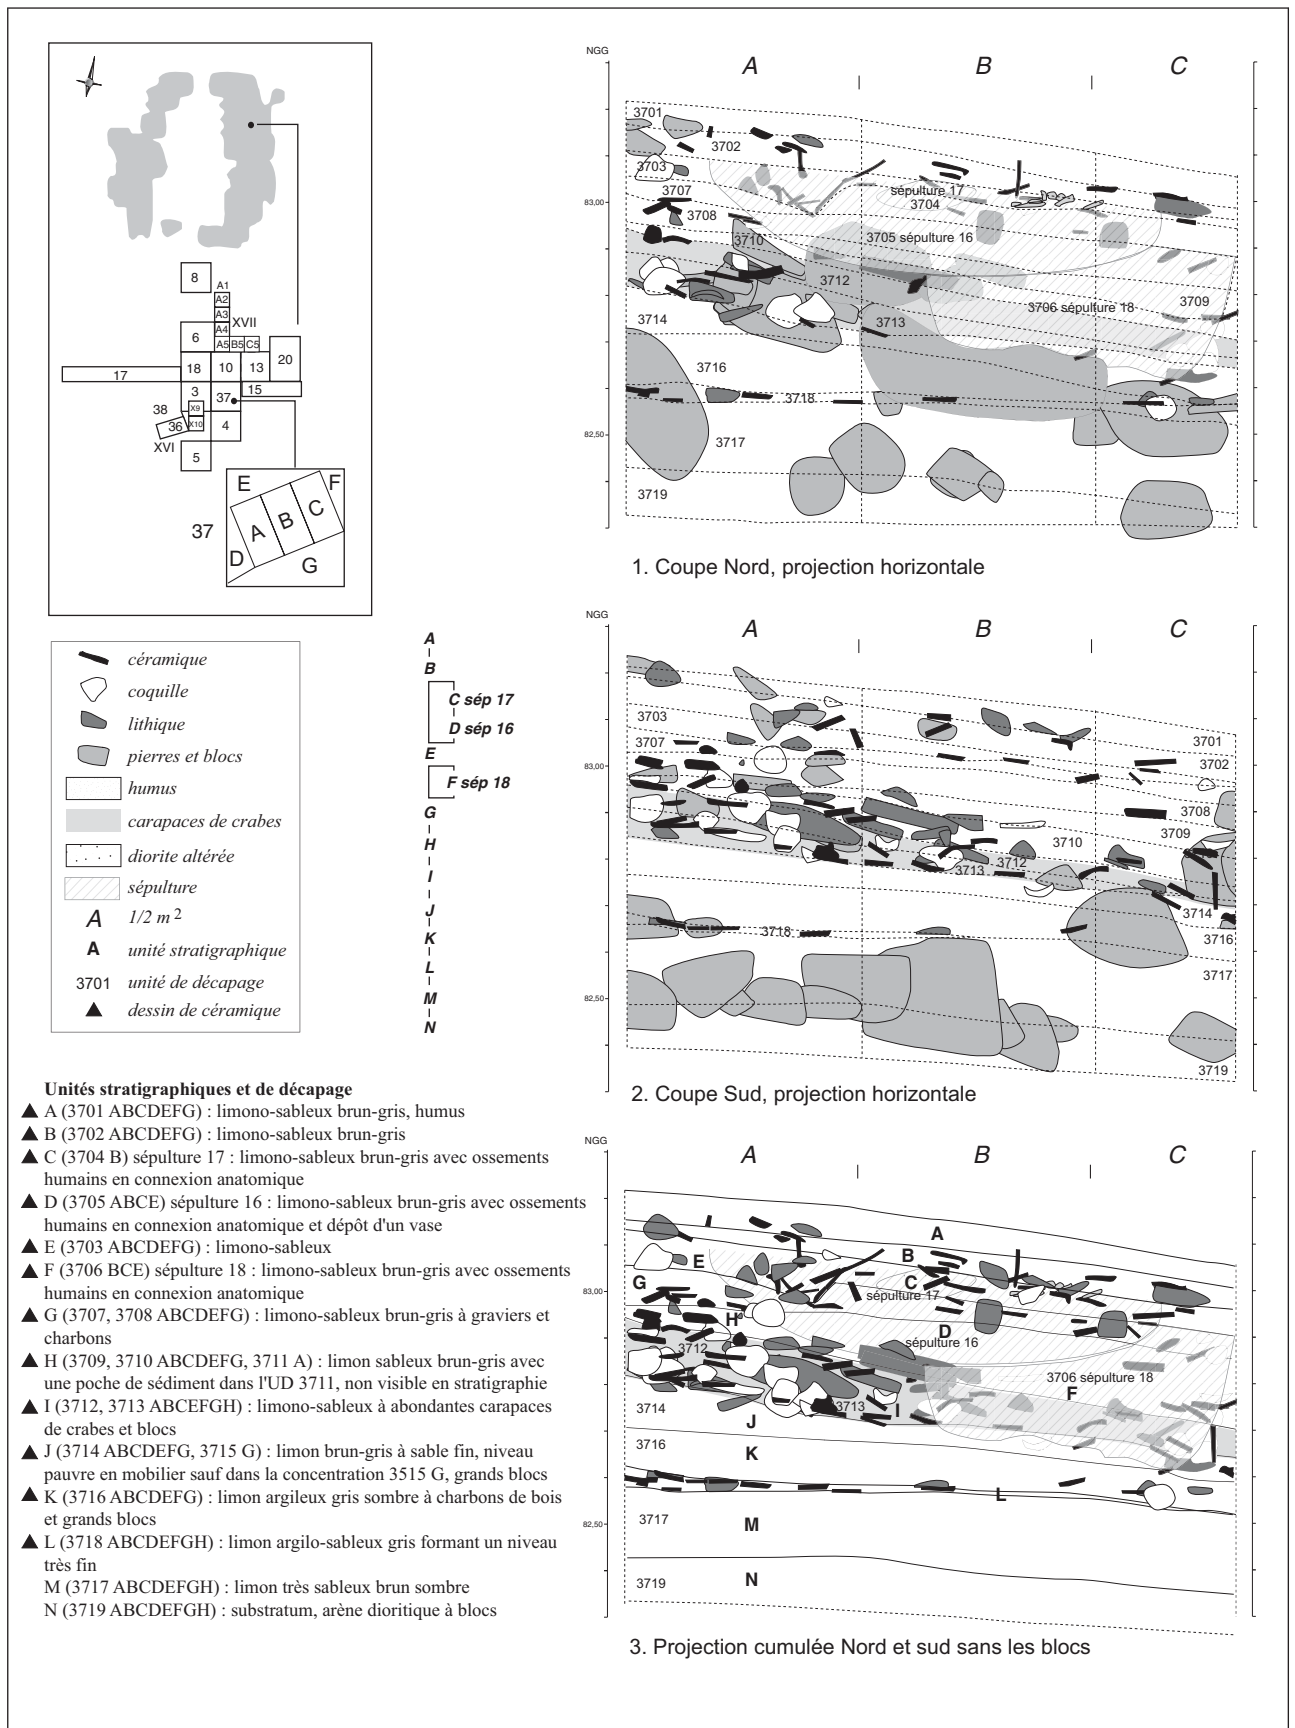 8
A1
A2
A3
XVII
A4
6
A5 B5 C5
20
18 10 13
17
3 37 15
38 X9
36 X10 4
XVI
5
E F
A B C
37
D G
céramique
coquille
lithique
pierres et blocs
humus
carapaces de crabes
diorite altérée
sépulture
A 1/2 m 2
A unité stratigraphique
3701 unité de décapage
dessin de céramique
A
B
C sép 17
D sép 16
E
F sép 18
G
H
I
J
K
L
M
N
Unités stratigraphiques et de décapage
▲ A (3701 ABCDEFG) : limono-sableux brun-gris, humus
▲ B (3702 ABCDEFG) : limono-sableux brun-gris
▲ C (3704 B) sépulture 17 : limono-sableux brun-gris avec ossements
humains en connexion anatomique
▲ D (3705 ABCE) sépulture 16 : limono-sableux brun-gris avec ossements
humains en connexion anatomique et dépôt d'un vase
▲ E (3703 ABCDEFG) : limono-sableux
▲ F (3706 BCE) sépulture 18 : limono-sableux brun-gris avec ossements
humains en connexion anatomique
▲ G (3707, 3708 ABCDEFG) : limono-sableux brun-gris à graviers et
charbons
▲ H (3709, 3710 ABCDEFG, 3711 A) : limon sableux brun-gris avec
une poche de sédiment dans l'UD 3711, non visible en stratigraphie
▲ I (3712, 3713 ABCEFGH) : limono-sableux à abondantes carapaces
de crabes et blocs
▲ J (3714 ABCDEFG, 3715 G) : limon brun-gris à sable fin, niveau
pauvre en mobilier sauf dans la concentration 3515 G, grands blocs
▲ K (3716 ABCDEFG) : limon argileux gris sombre à charbons de bois
et grands blocs
▲ L (3718 ABCDEFGH) : limon argilo-sableux gris formant un niveau
très fin
M (3717 ABCDEFGH) : limon très sableux brun sombre
N (3719 ABCDEFGH) : substratum, arène dioritique à blocs
NGG
A B C
3701
3702
3703
3707
sépulture 17
83,00
3704
3708
3710
3705 sépulture 16
3712
3709
3706 sépulture 18
3714
3713
3716
3718
82,50
3717
3719
1. Coupe Nord, projection horizontale
NGG
A B C
3703
3707
3701
3702
83,00
3708
3709
3710
3712
3713
3714
3718
3716
3717
82,50
3719
2. Coupe Sud, projection horizontale
NGG
A B C
A
B
E
G
C
83,00
sépulture 17
H
D
sépulture 16
3712
3706 sépulture 18
F
3714
3713
I
J
3716
K
L
82,50
3717
M
3719
N
3. Projection cumulée Nord et sud sans les blocs